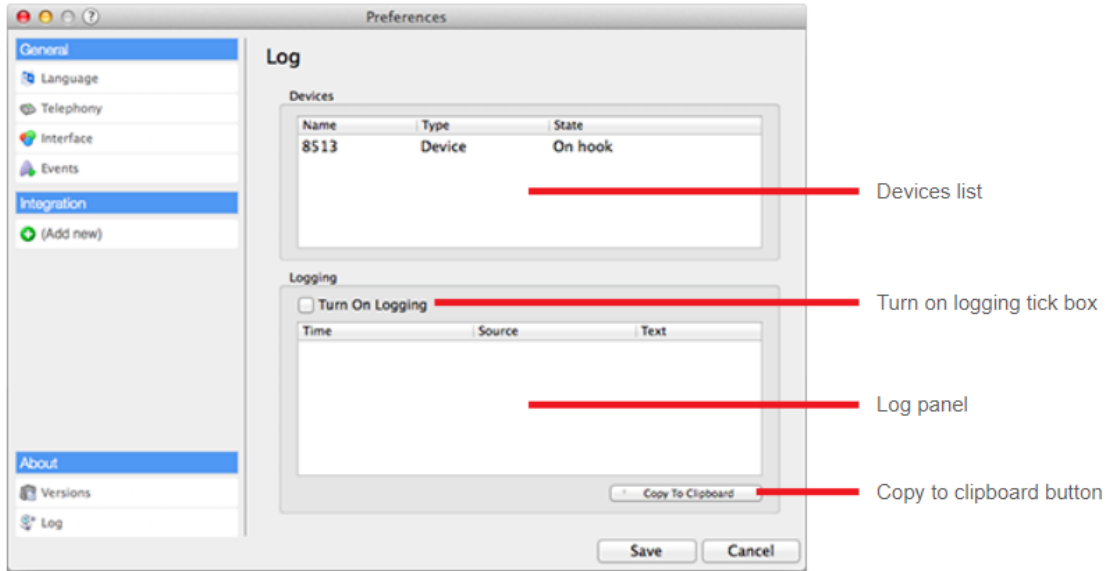 Preferences
General
Language
Telephony
Interface
Events
Integration
(Add new)
About
Versions
Log
Log
Devices
Name Type State
8513 Device On hook
Logging
Turn On Logging
Time Source Text
Copy To Clipboard
Save Cancel
Devices list
Turn on logging tick box
Log panel
Copy to clipboard button